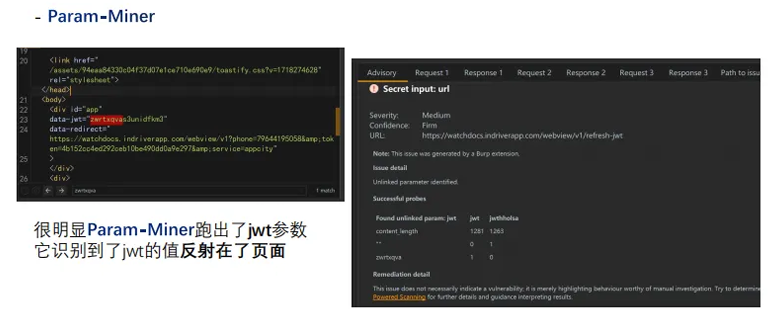 - Param-Miner
19
20 <link href="
/assets/94eaa84330c04f37d07e1ce710e690e9/toastify.css?v=1718274628"
rel="stylesheet">
</head>
21 <body>
22 <div id="app"
23 data-jwt="zwrtxqvas3unidfkm3"
24 data-redirect="
https://watchdocs.indriverapp.com/webview/v1?phone=79644195058&amp;tok
en=4b152cc4ed292ceb10be490dd0a9e297&amp;service=appcity"
25 >
</div>
26 <div>
zwrtxqva 1 match
很明显Param-Miner跑出了jwt参数
它识别到了jwt的值反射在了页面
Advisory Request 1 Response 1 Request 2 Response 2 Request 3 Response 3 Path to issu
Secret input: url
Severity: Medium
Confidence: Firm
URL: https://watchdocs.indriverapp.com/webview/v1/refresh-jwt
Note: This issue was generated by a Burp extension.
Issue detail
Unlinked parameter identified.
Successful probes
Found unlinked param: jwt jwt jwthholsa
content_length 1281 1263
"" 0 1
zwrtxqva 1 0
Remediation detail
This issue does not necessarily indicate a vulnerability; it is merely highlighting behaviour worthy of manual investigation. Try to determine
Powered Scanning for further details and guidance interpreting results.